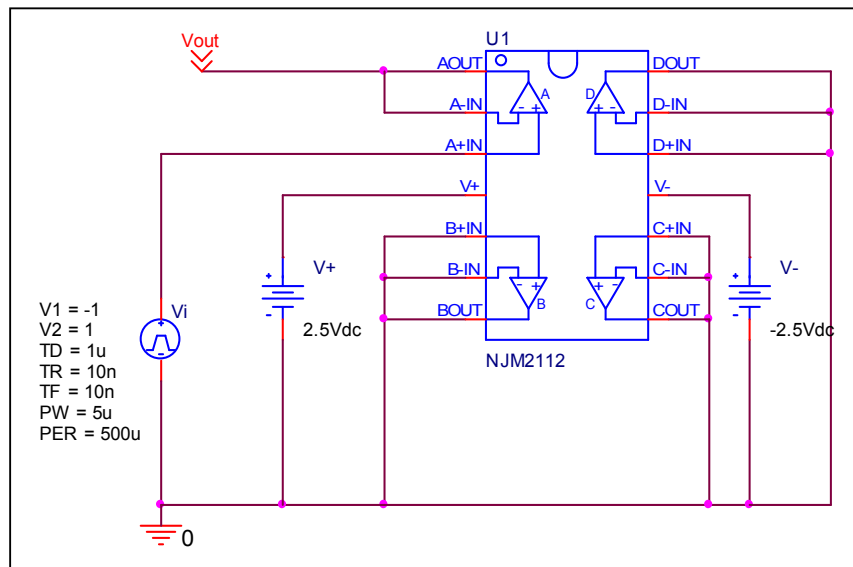 Vout
U1
AOUT
DOUT
A
D
A-IN
D-IN
A+IN
D+IN
V+
V-
B+IN
C+IN
B-IN
C-IN
B
C
BOUT
COUT
NJM2112
V+
2.5Vdc
V-
-2.5Vdc
Vi
V1 = -1
V2 = 1
TD = 1u
TR = 10n
TF = 10n
PW = 5u
PER = 500u
0